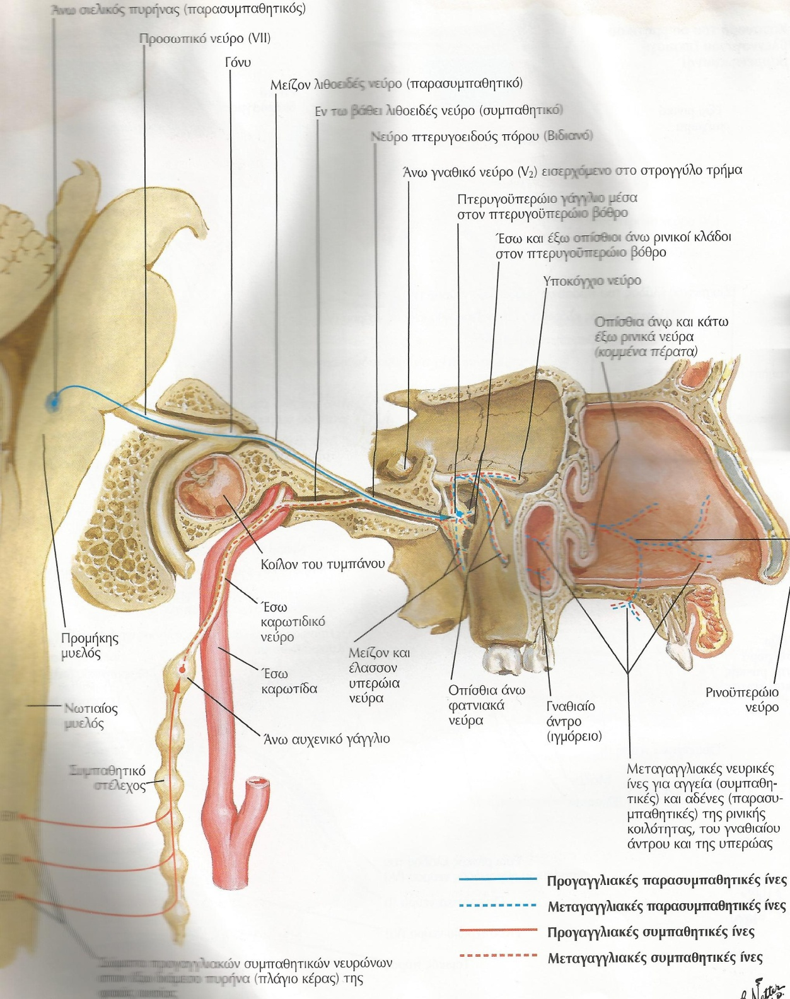 Άνω σιελικός πυρήνας (παρασυμπαθητικός)
Προσωπικό νεύρο (VII)
Γόνυ
Μείζον λιθοειδές νεύρο (παρασυμπαθητικό)
Εν τω βάθει λιθοειδές νεύρο (συμπαθητικό)
Νεύρο πτερυγοειδούς πόρου (Βιδιανό)
Άνω γναθικό νεύρο (V₂) εισερχόμενο στο στρογγύλο τρήμα
Πτερυγοϋπερώιο γάγγλιο μέσα
στον πτερυγοϋπερώιο βόθρο
Έσω και έξω οπίσθιοι άνω ρινικοί κλάδοι
στον πτερυγοϋπερώιο βόθρο
Υποκόγχιο νεύρο
Οπίσθια άνω και κάτω
έξω ρινικά νεύρα
(κομμένα πέρατα)
Κοίλον του τυμπάνου
Έσω
καρωτιδικό
νεύρο
Προμήκης
μυελός
Μείζον και
έλασσον
υπερώια
νεύρα
Έσω
καρωτίδα
Οπίσθια άνω
φατνιακά
νεύρα
Γναθιαίο
άντρο
(ιγμόρειο)
Ρινοϋπερώιο
νεύρο
Νωτιαίος
μυελός
Άνω αυχενικό γάγγλιο
Συμπαθητικό
στέλεχος
Μεταγαγγλιακές νευρικές
ίνες για αγγεία (συμπαθη-
τικές) και αδένες (παρασυ-
μπαθητικές) της ρινικής
κοιλότητας, του γναθιαίου
άντρου και της υπερώας
Προγαγγλιακές παρασυμπαθητικές ίνες
Μεταγαγγλιακές παρασυμπαθητικές ίνες
Προγαγγλιακές συμπαθητικές ίνες
Μεταγαγγλιακές συμπαθητικές ίνες
προγαγγλιακών συμπαθητικών νευρώνων
πυρήνα (πλάγιο κέρας) της
Netter